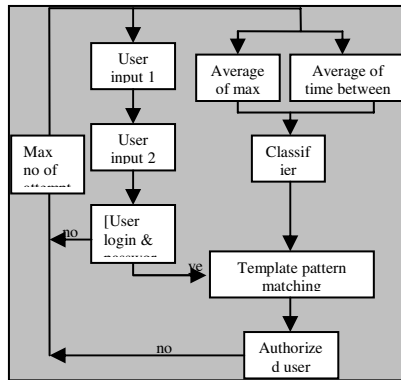 User
input 1
Average
of max
Average of
time between
User
input 2
Max
no of
Classif
ier
[User
login &
no
ye
Template pattern
matching
no
Authorize
d user